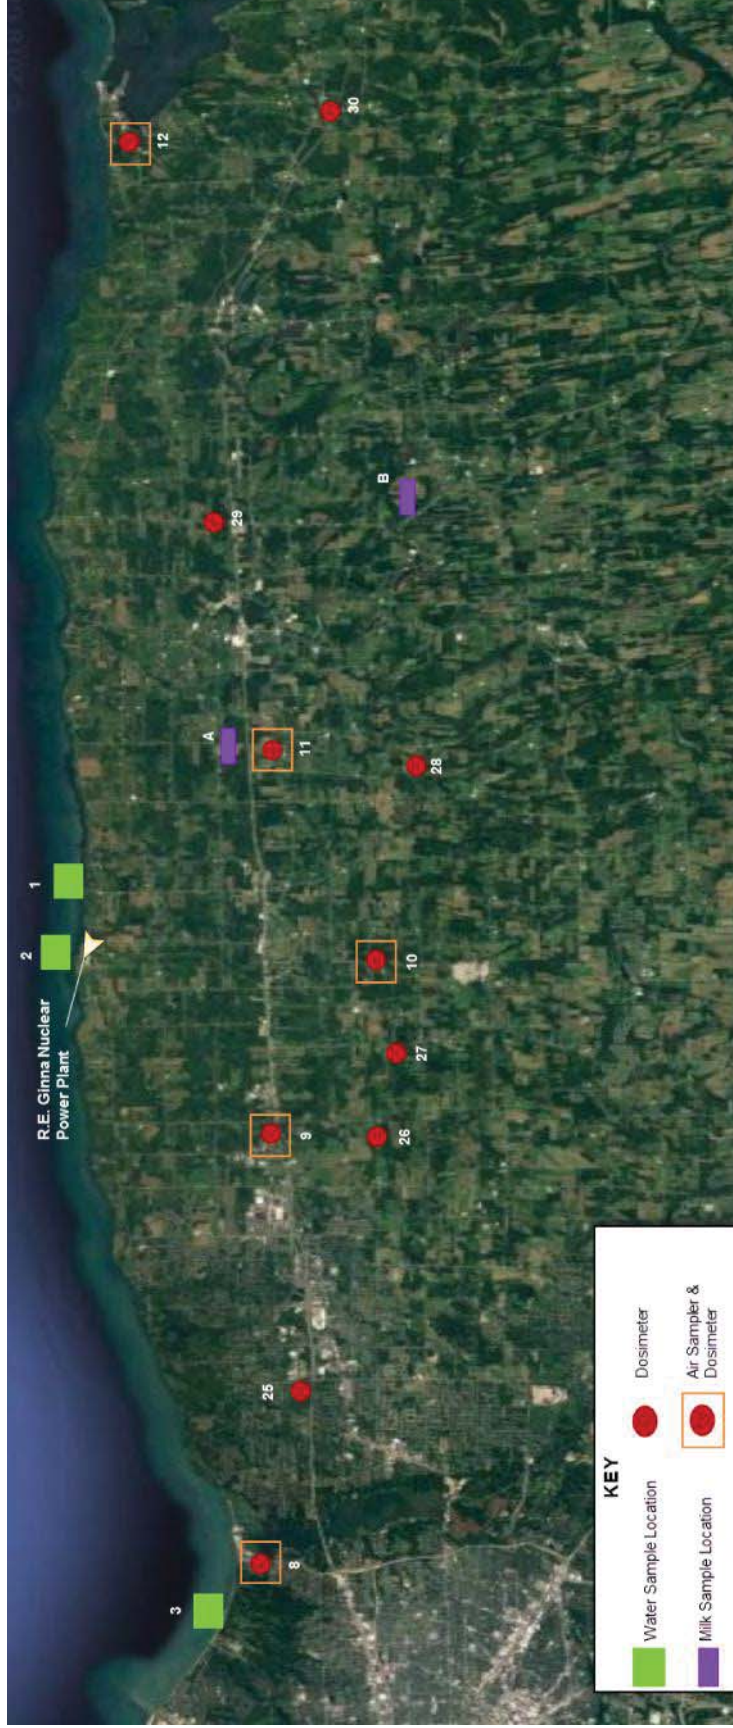 R.E. Ginna Nuclear
Power Plant
3
2
1
A
B
8
25
9
26
27
10
11
28
29
12
30
KEY
Water Sample Location
Dosimeter
Milk Sample Location
Air Sampler &
Dosimeter